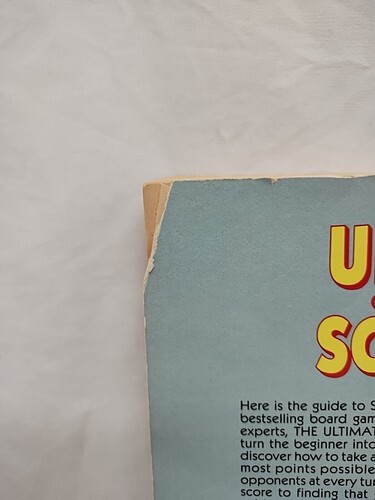 U
SC
Here is the guide to S
bestselling board gam
experts, THE ULTIMAT
turn the beginner into
discover how to take a
most points possible
opponents at every tur
score to finding that